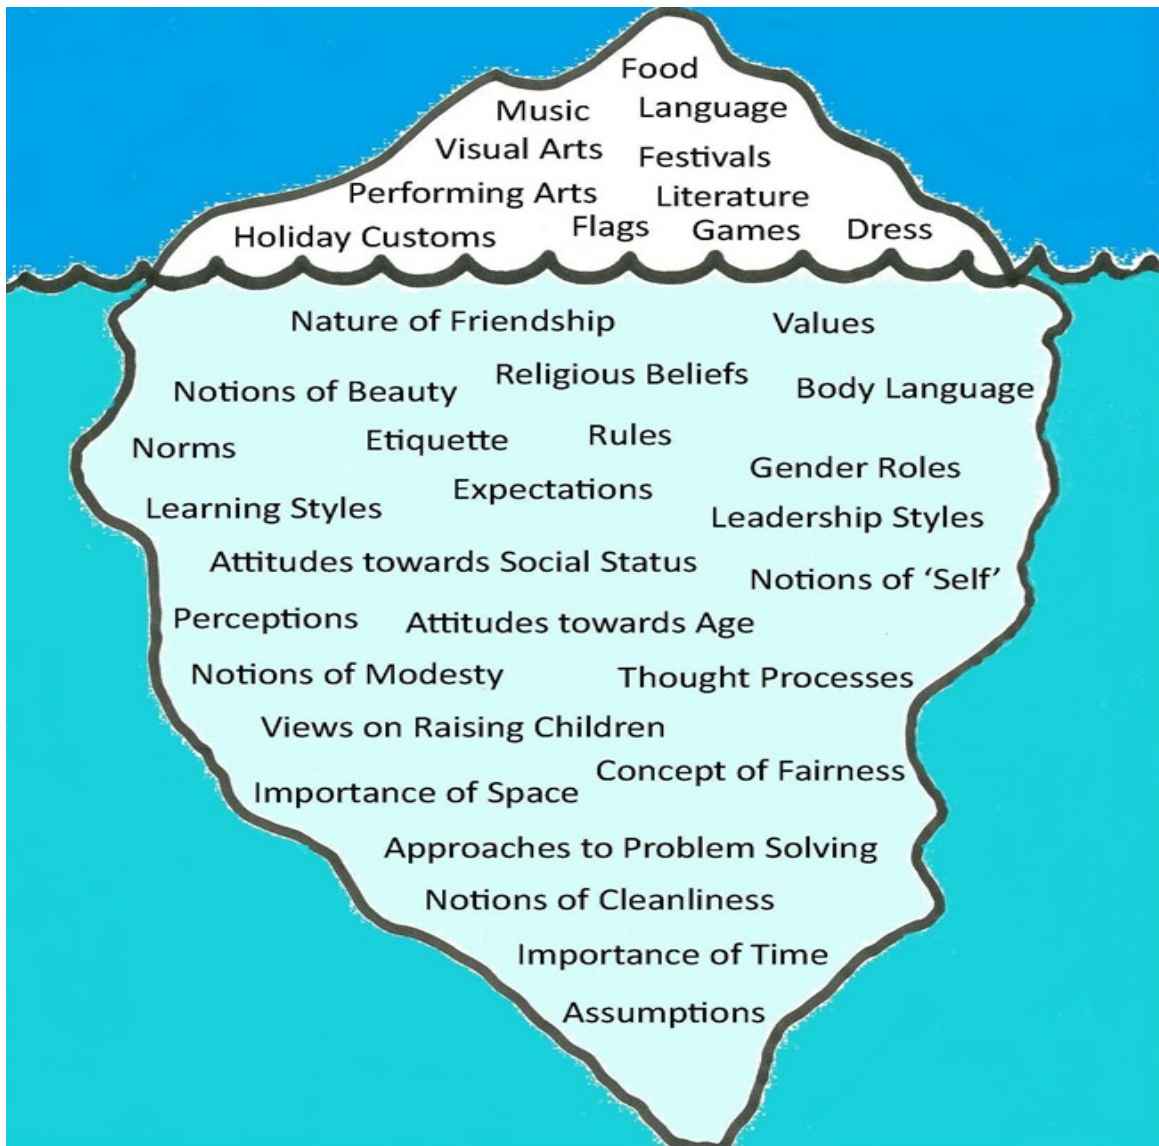 Food
Music Language
Visual Arts Festivals
Performing Arts Literature
Holiday Customs Flags Games Dress
Nature of Friendship Values
Notions of Beauty Religious Beliefs Body Language
Norms Etiquette Rules
Gender Roles
Learning Styles Expectations Leadership Styles
Attitudes towards Social Status Notions of ‘Self’
Perceptions Attitudes towards Age
Notions of Modesty Thought Processes
Views on Raising Children
Importance of Space Concept of Fairness
Approaches to Problem Solving
Notions of Cleanliness
Importance of Time
Assumptions